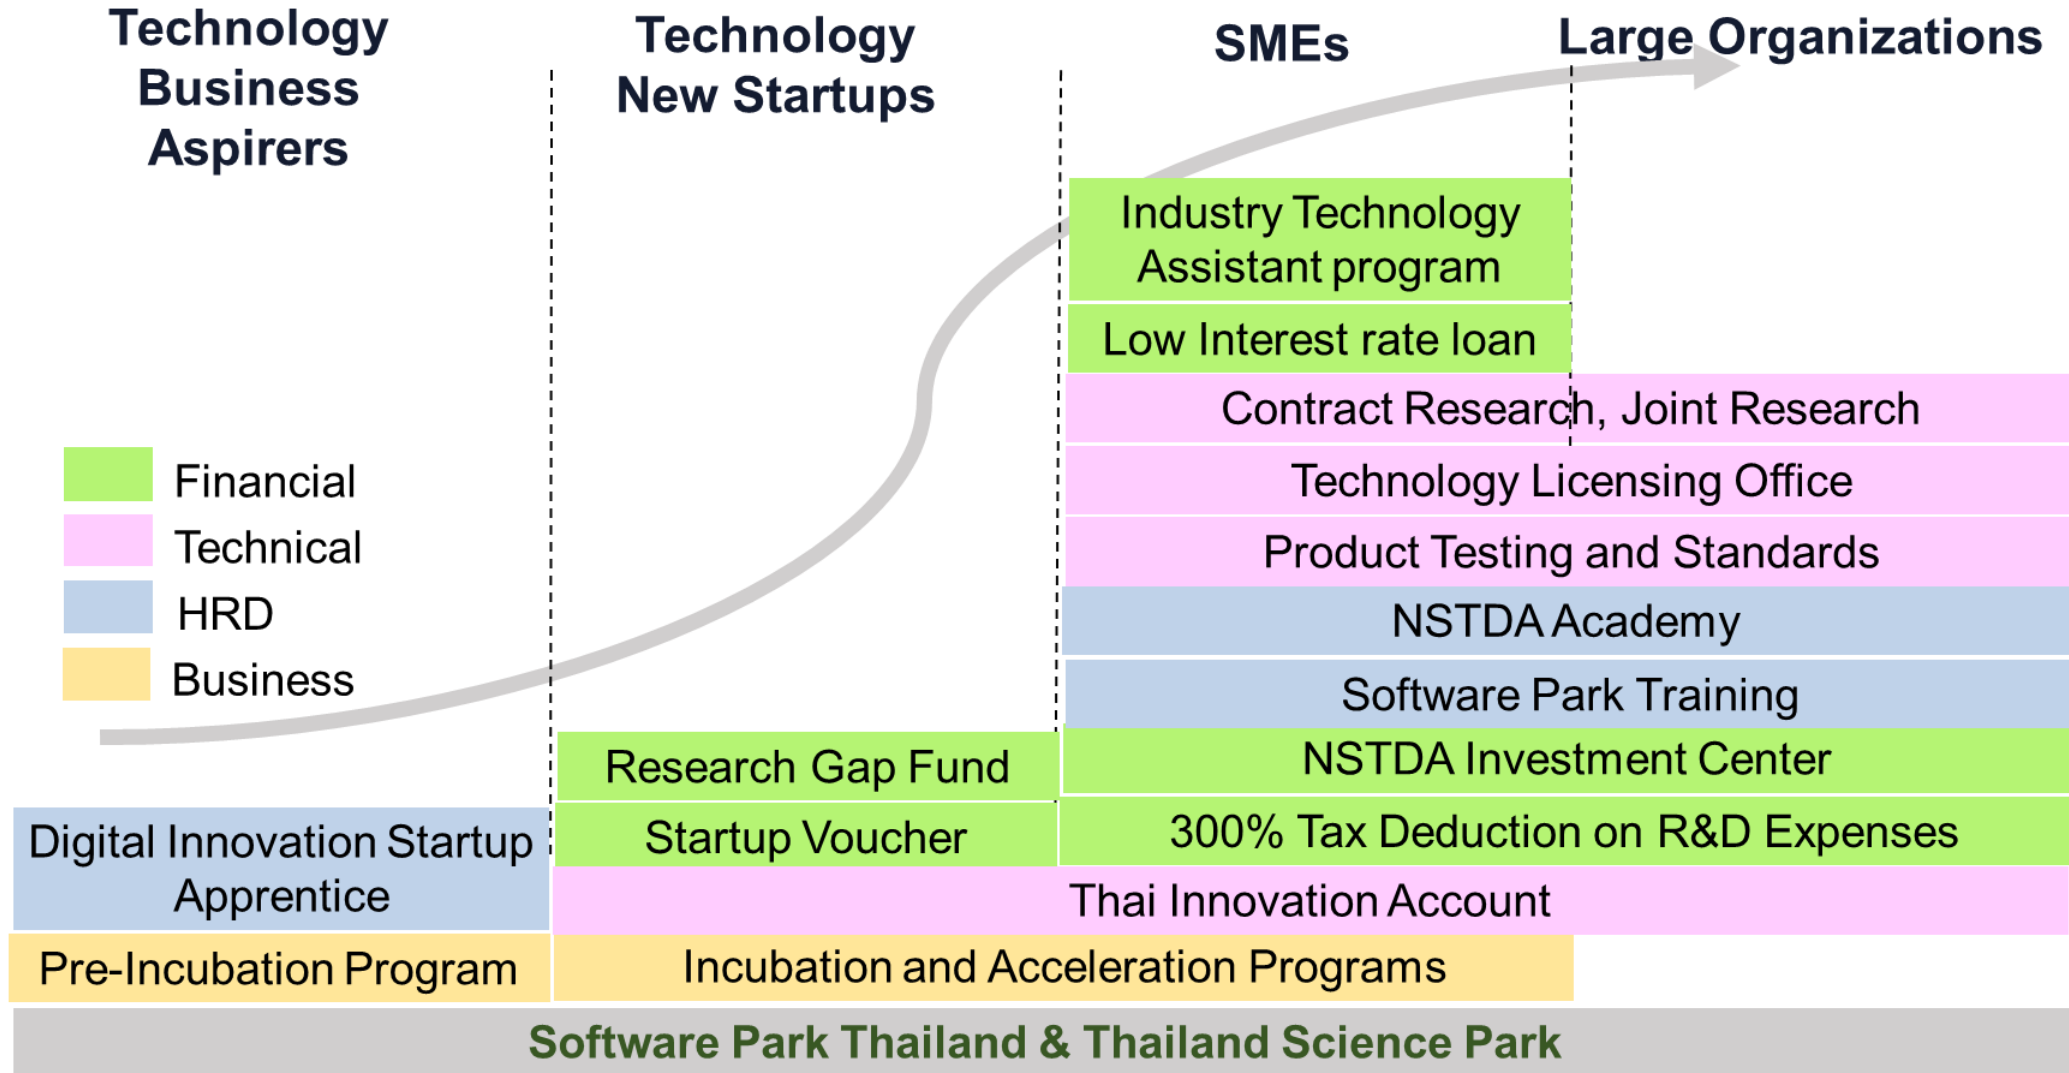 Technology
Business
Aspirers
Technology
New Startups
SMEs
Large Organizations
Industry Technology
Assistant program
Low Interest rate loan
Contract Research, Joint Research
Technology Licensing Office
Product Testing and Standards
NSTDA Academy
Software Park Training
NSTDA Investment Center
300% Tax Deduction on R&D Expenses
Financial
Technical
HRD
Business
Research Gap Fund
Startup Voucher
Digital Innovation Startup
Apprentice
Thai Innovation Account
Pre-Incubation Program
Incubation and Acceleration Programs
Software Park Thailand & Thailand Science Park